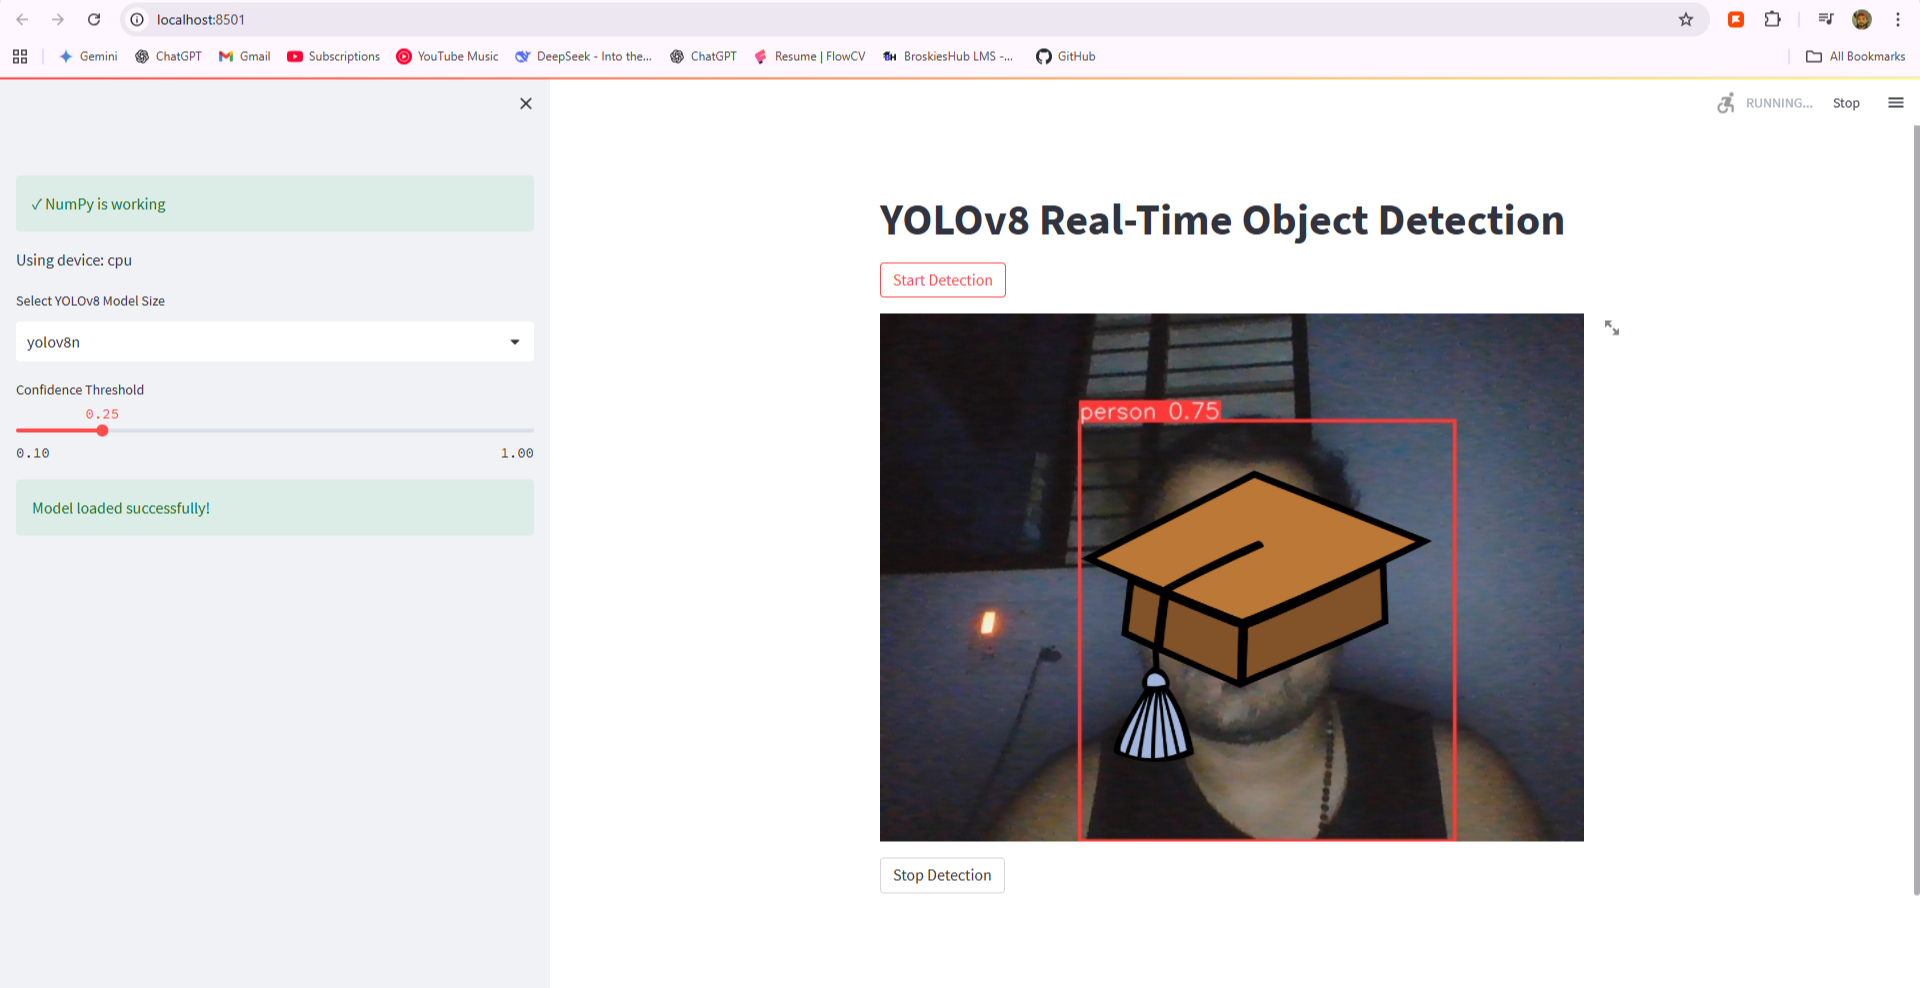 localhost:8501
Gemini
ChatGPT
Gmail
Subscriptions
YouTube Music
DeepSeek - Into the...
ChatGPT
Resume | FlowCV
BroskiesHub LMS -...
GitHub
All Bookmarks
RUNNING...
Stop
✓ NumPy is working
Using device: cpu
Select YOLOv8 Model Size
yolov8n
Confidence Threshold
0.25
0.10
1.00
Model loaded successfully!
YOLOv8 Real-Time Object Detection
Start Detection
person 0.75
Stop Detection